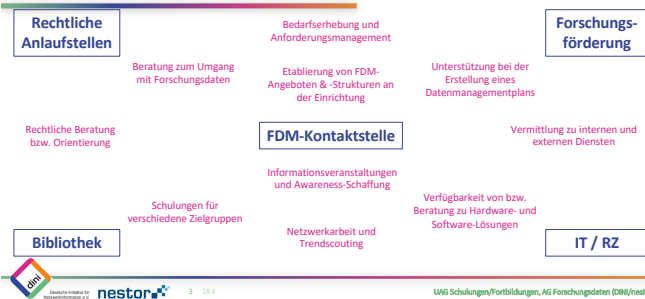 Rechtliche
Anlaufstellen
Bedarfserhebung und
Anforderungsmanagement
Forschungs-
förderung
Beratung zum Umgang
mit Forschungsdaten
Etablierung von FDM-
Angeboten & -Strukturen an
der Einrichtung
Unterstützung bei der
Erstellung eines
Datenmanagementplans
Rechtliche Beratung
bzw. Orientierung
FDM-Kontaktstelle
Vermittlung zu internen und
externen Diensten
Informationsveranstaltungen
und Awareness-Schaffung
Schulungen für
verschiedene Zielgruppen
Verfügbarkeit von bzw.
Beratung zu Hardware- und
Software-Lösungen
Netzwerkarbeit und
Trendscouting
Bibliothek
IT / RZ
dini
Deutsche Initiative für
Netzwerkinformation e.V
nestor
3 18.4
UAG Schulungen/Fortbildungen, AG Forschungsdaten (DINI/nest